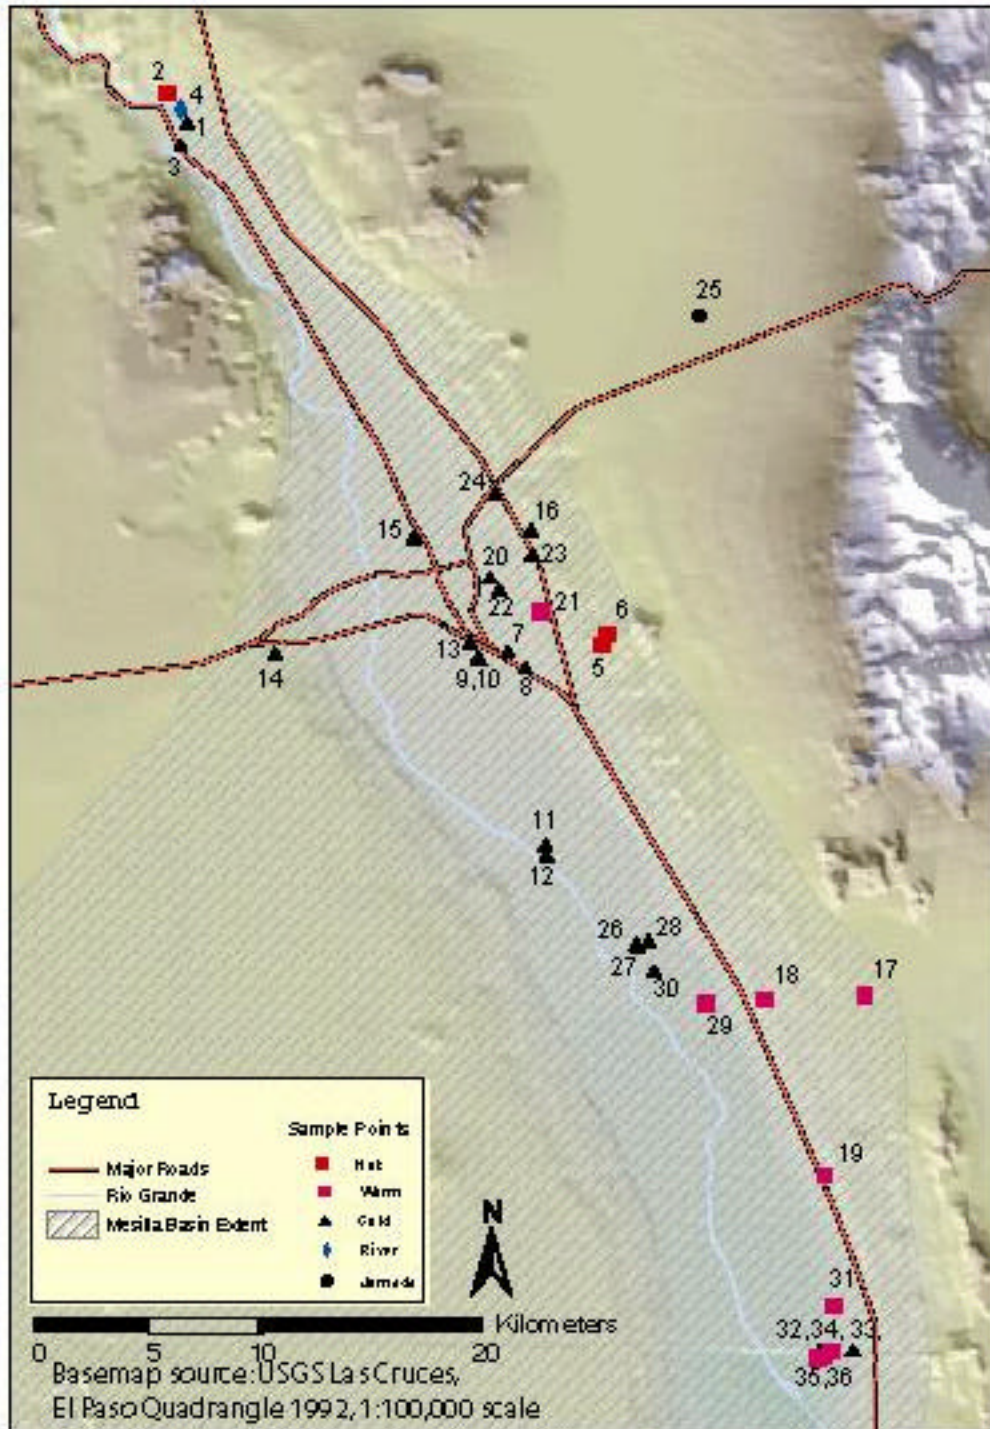 2
4
1
3
25
24
16
15
23
20
22
21
6
7
5
13
9,10
8
14
11
12
26
28
27
30
17
18
29
19
31
32,34, 33,
35,36
Legend
Sample Points
Major Roads
Hot
Rio Grande
Warm
Mesilla Basin Extent
Cold
River
Jornada
N
Kilometers
0 10 20
Basemap source: USGS Las Cruces,
El Paso Quadrangle 1992, 1:100,000 scale